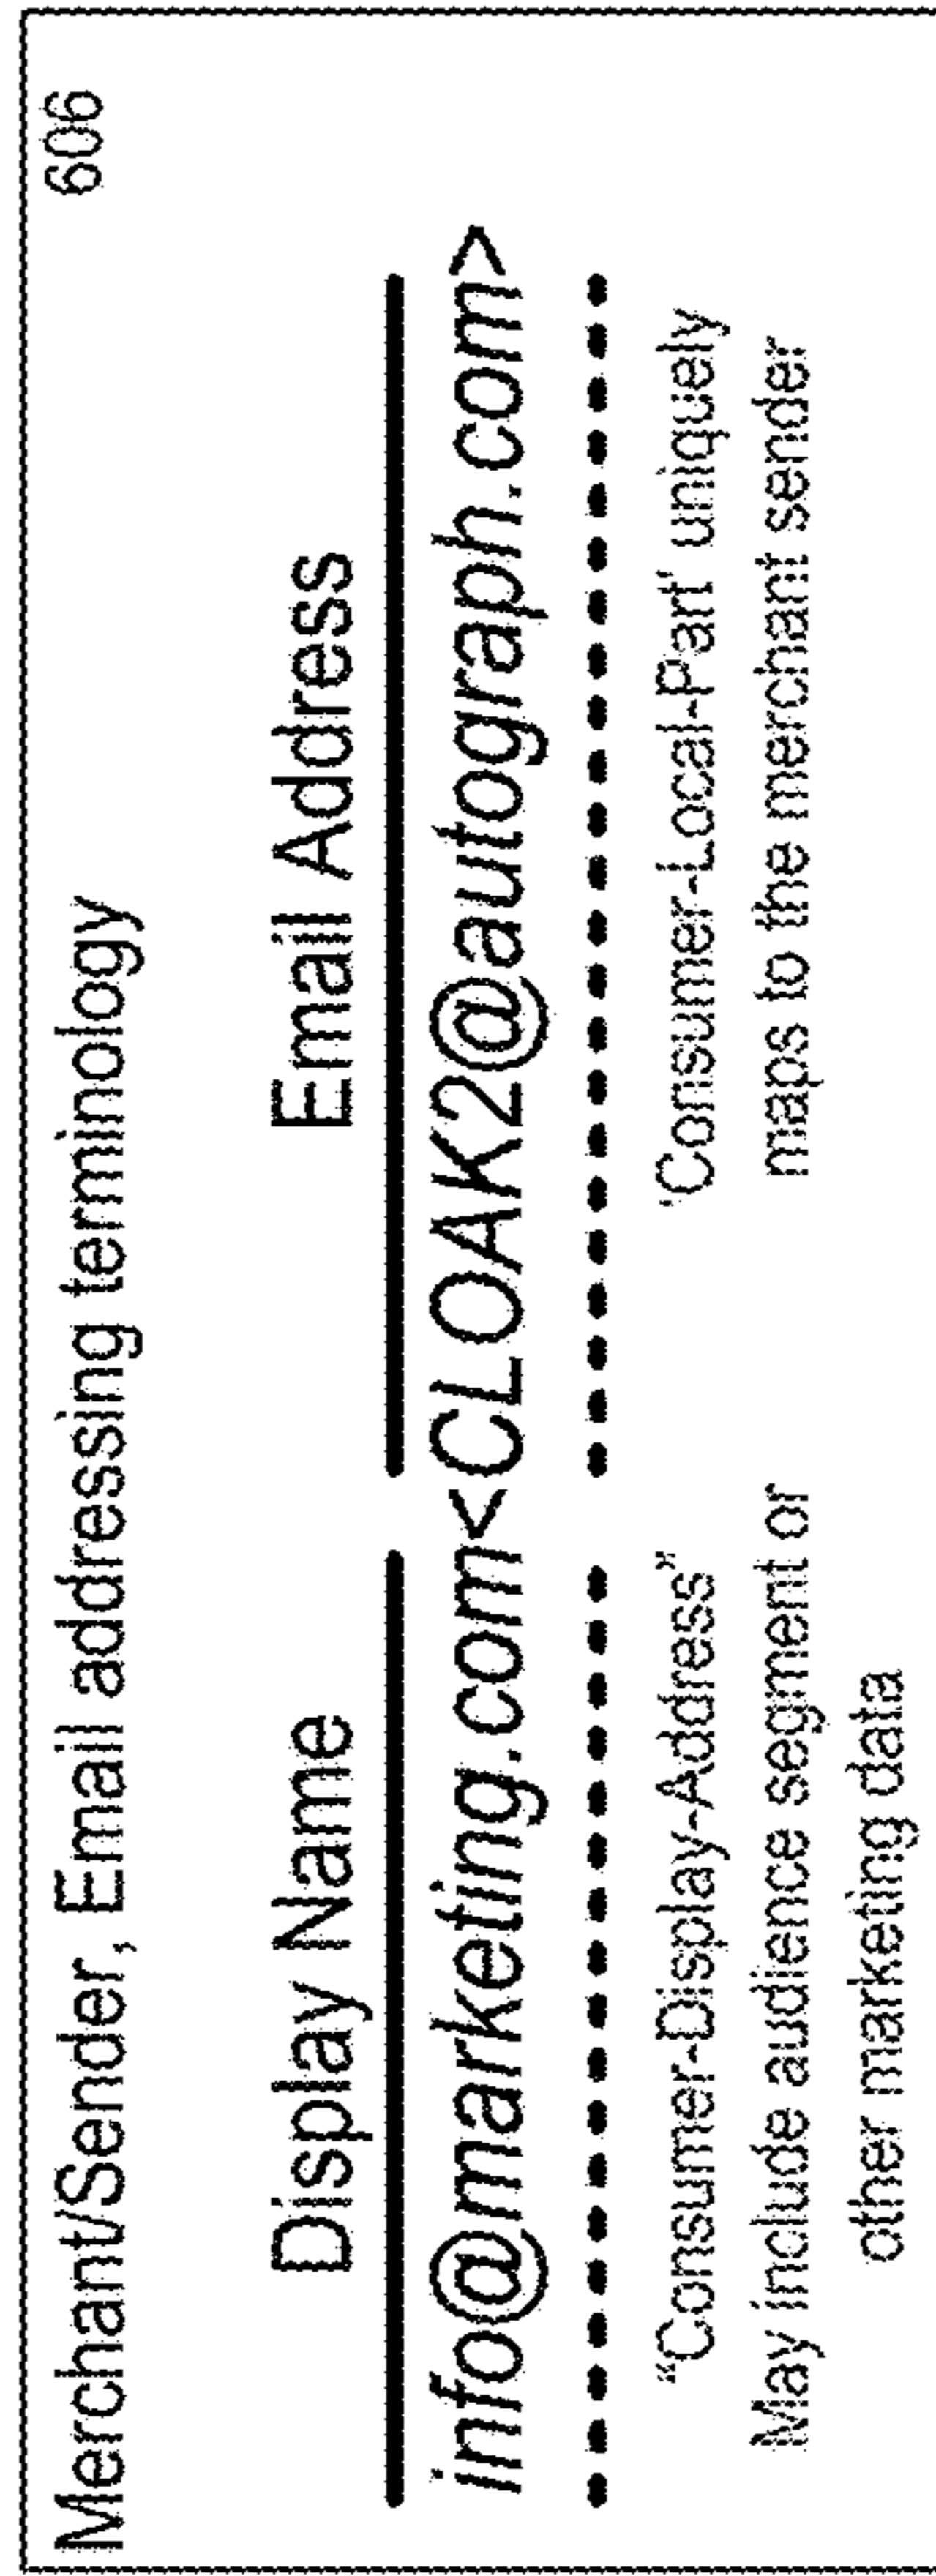 Merchant/Sender, Email addressing terminology 606
Display Name Email Address
info@marketing.com<CLOAK2@autograph.com>
“Consumer-Display-Address”
May include audience segment or
other marketing data
'Consumer-Local-Part' uniquely
maps to the merchant sender